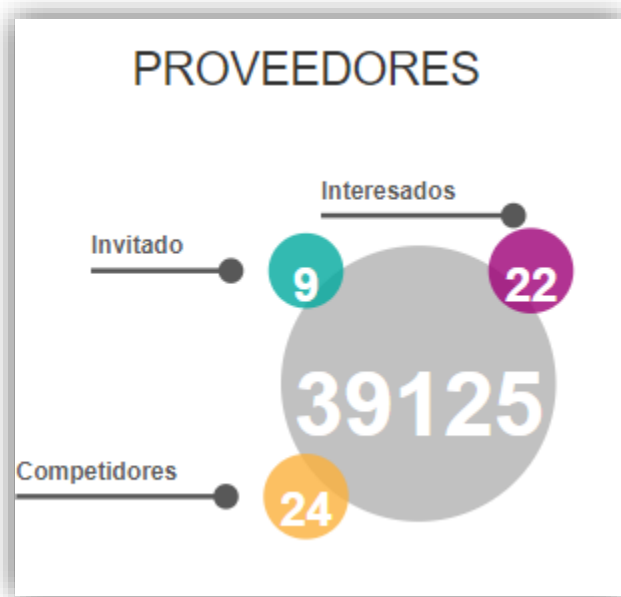 PROVEEDORES
Interesados
Invitado
9
22
39125
Competidores
24